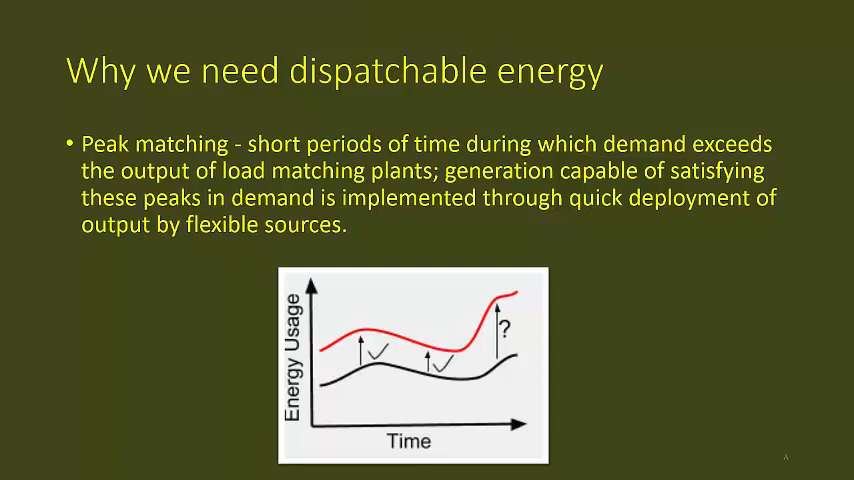 Why we need dispatchable energy
• Peak matching - short periods of time during which demand exceeds
the output of load matching plants; generation capable of satisfying
these peaks in demand is implemented through quick deployment of
output by flexible sources.
Energy Usage
?
Time